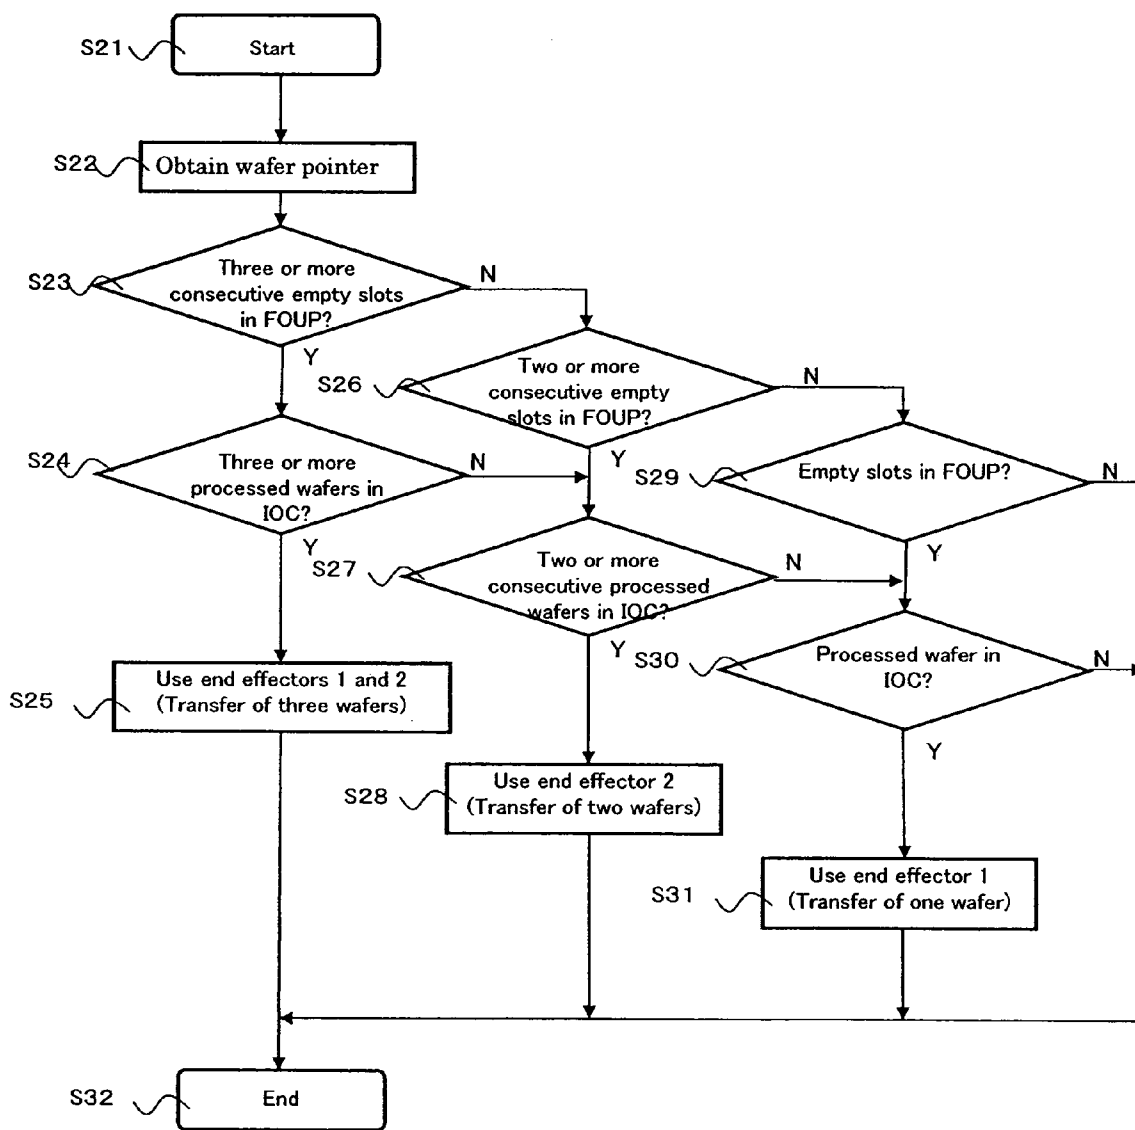 S21
Start
S22
Obtain wafer pointer
S23
Three or more
consecutive empty slots
in FOUP?
N
Y
S26
Two or more
consecutive empty
slots in FOUP?
N
Y
S24
Three or more
processed wafers in
IOC?
N
Y
S29
Empty slots in FOUP?
N
Y
S27
Two or more
consecutive processed
wafers in IOC?
N
Y
S30
Processed wafer in
IOC?
N
Y
S25
Use end effectors 1 and 2
(Transfer of three wafers)
S28
Use end effector 2
(Transfer of two wafers)
S31
Use end effector 1
(Transfer of one wafer)
S32
End